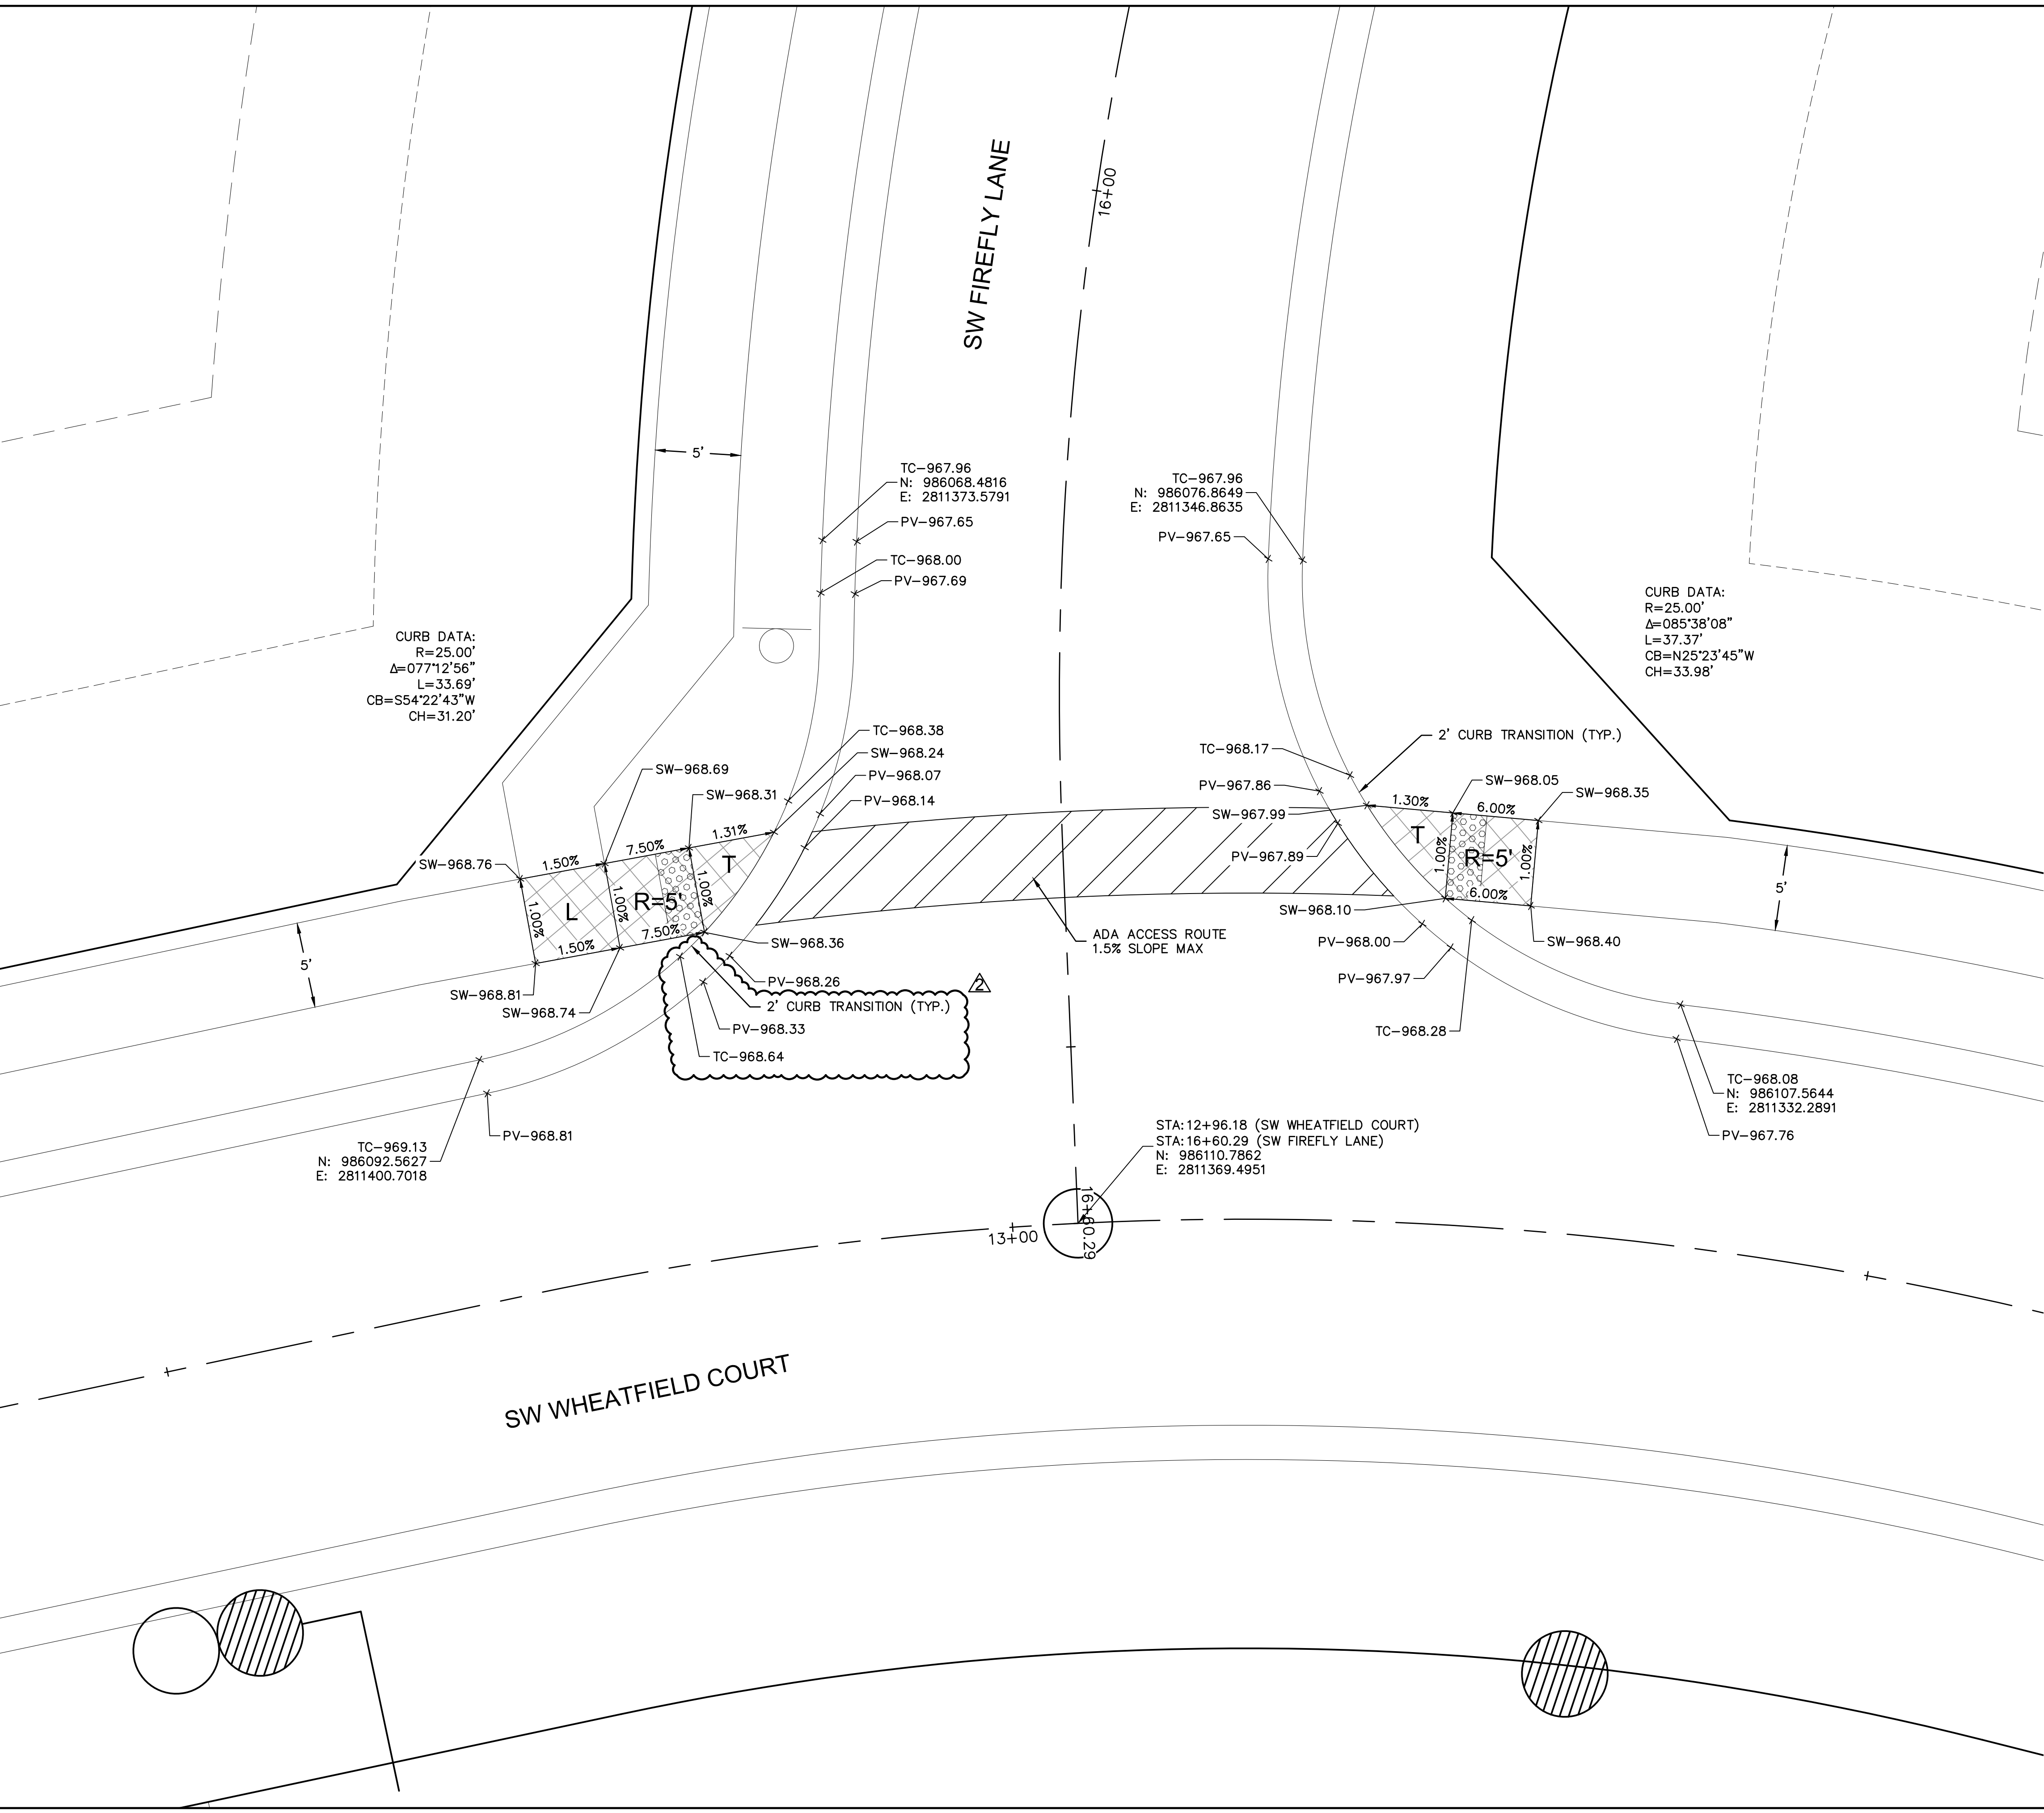 SW FIREFLY LANE
16+00
5'
TC-967.96
N: 986068.4816
E: 2811373.5791
PV-967.65
TC-968.00
PV-967.69
TC-967.96
N: 986076.8649
E: 2811346.8635
PV-967.65
CURB DATA:
R=25.00'
Δ=077°12'56"
L=33.69'
CB=S54°22'43"W
CH=31.20'
CURB DATA:
R=25.00'
Δ=085°38'08"
L=37.37'
CB=N25°23'45"W
CH=33.98'
TC-968.38
SW-968.24
PV-968.07
PV-968.14
SW-968.69
SW-968.31
SW-968.76
1.50%
7.50%
1.31%
T
R=5'
L
1.00%
1.00%
1.00%
1.50%
7.50%
5'
SW-968.81
SW-968.74
SW-968.36
PV-968.26
2
2' CURB TRANSITION (TYP.)
PV-968.33
TC-968.64
TC-968.17
PV-967.86
SW-967.99
PV-967.89
2' CURB TRANSITION (TYP.)
SW-968.05
SW-968.35
1.30%
6.00%
T
R=5'
1.00%
1.00%
6.00%
5'
SW-968.10
PV-968.00
PV-967.97
TC-968.28
SW-968.40
ADA ACCESS ROUTE
1.5% SLOPE MAX
TC-969.13
N: 986092.5627
E: 2811400.7018
PV-968.81
STA:12+96.18 (SW WHEATFIELD COURT)
STA:16+60.29 (SW FIREFLY LANE)
N: 986110.7862
E: 2811369.4951
TC-968.08
N: 986107.5644
E: 2811332.2891
PV-967.76
13+00
16+60.29
SW WHEATFIELD COURT